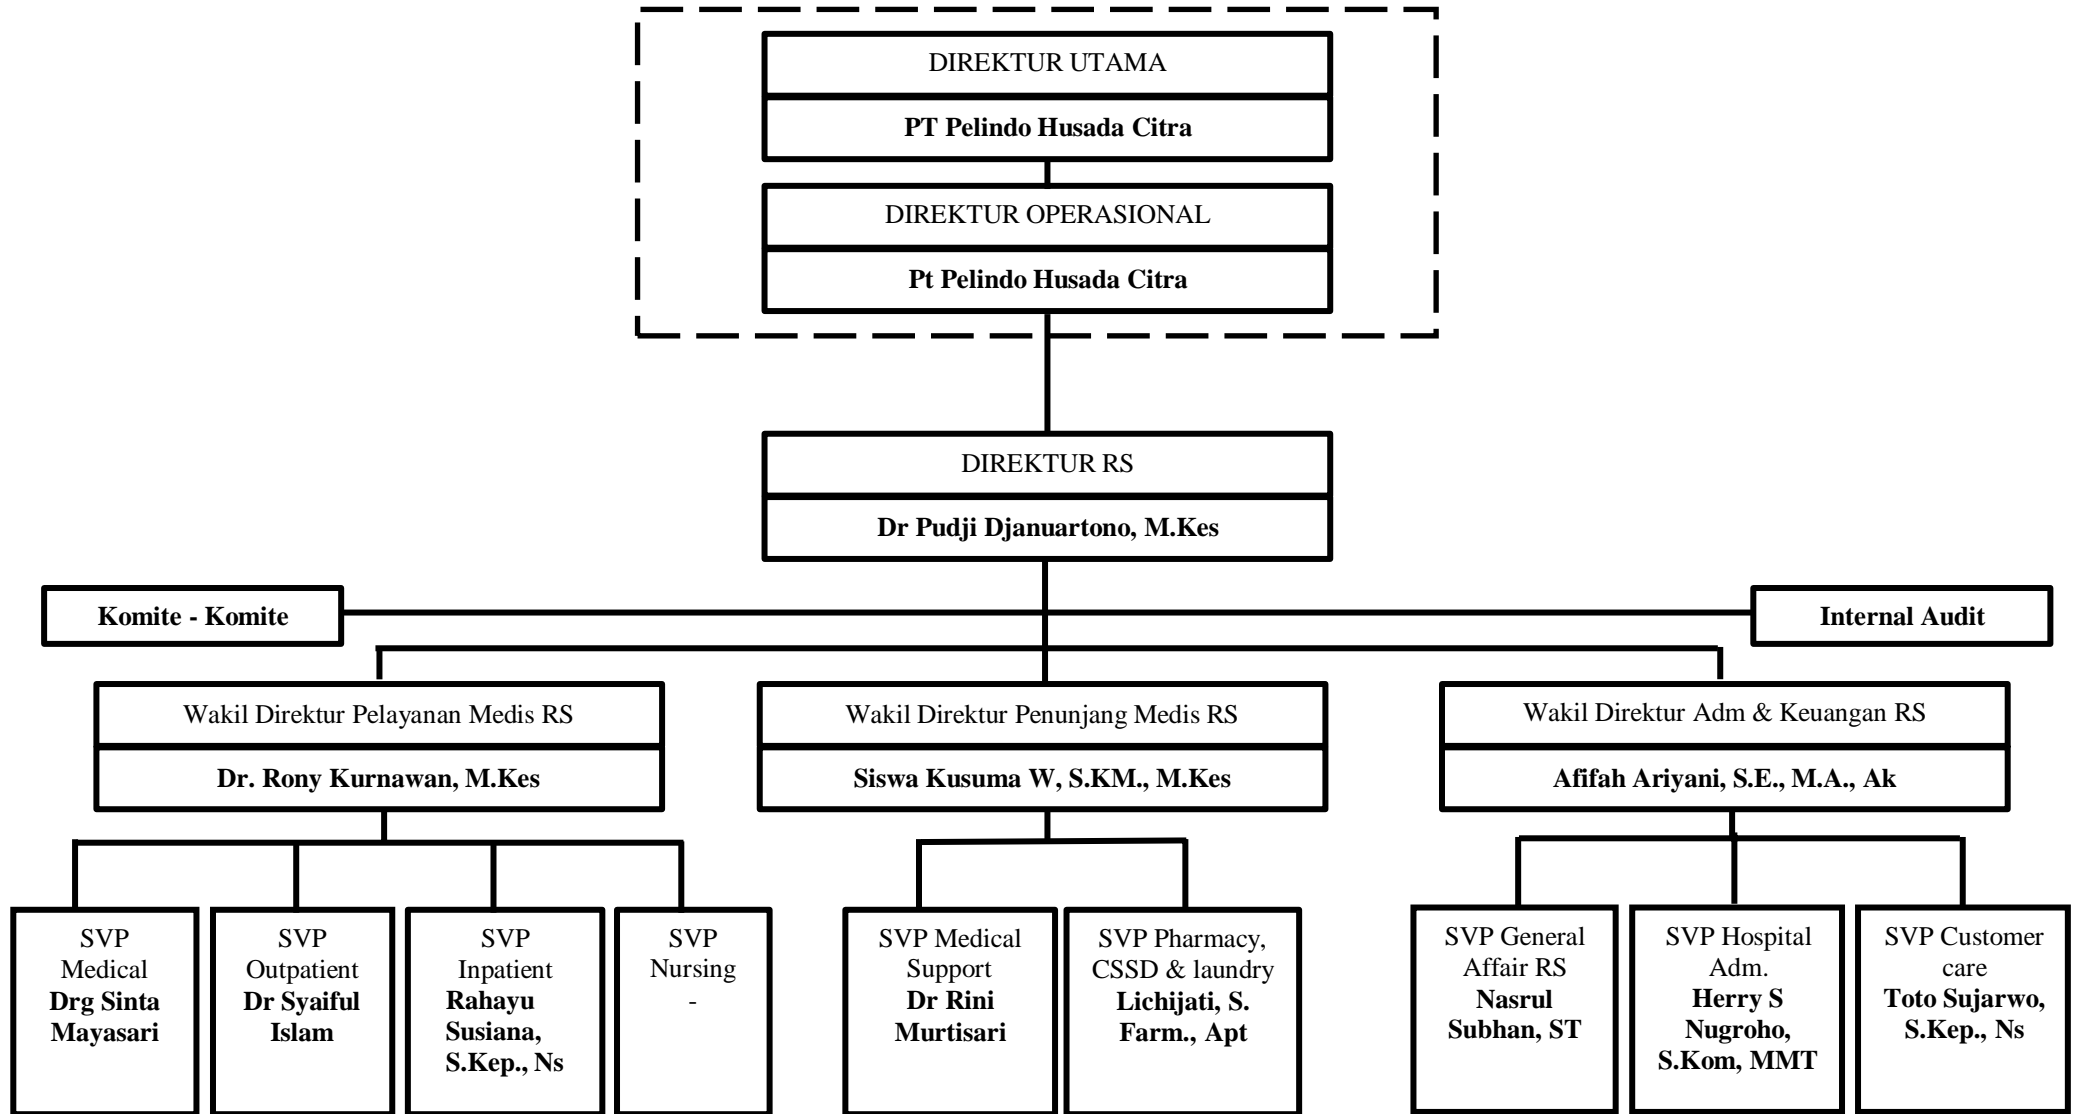 DIREKTUR UTAMA
PT Pelindo Husada Citra
DIREKTUR OPERASIONAL
Pt Pelindo Husada Citra
DIREKTUR RS
Dr Pudji Djanuartono, M.Kes
Komite - Komite
Internal Audit
Wakil Direktur Pelayanan Medis RS
Dr. Rony Kurnawan, M.Kes
Wakil Direktur Penunjang Medis RS
Siswa Kusuma W, S.KM., M.Kes
Wakil Direktur Adm & Keuangan RS
Afifah Ariyani, S.E., M.A., Ak
SVP
Medical
Drg Sinta
Mayasari
SVP
Outpatient
Dr Syaiful
Islam
SVP
Inpatient
Rahayu
Susiana,
S.Kep., Ns
SVP
Nursing
-
SVP Medical
Support
Dr Rini
Murtisari
SVP Pharmacy,
CSSD & laundry
Lichijati, S.
Farm., Apt
SVP General
Affair RS
Nasrul
Subhan, ST
SVP Hospital
Adm.
Herry S
Nugroho,
S.Kom, MMT
SVP Customer
care
Toto Sujarwo,
S.Kep., Ns